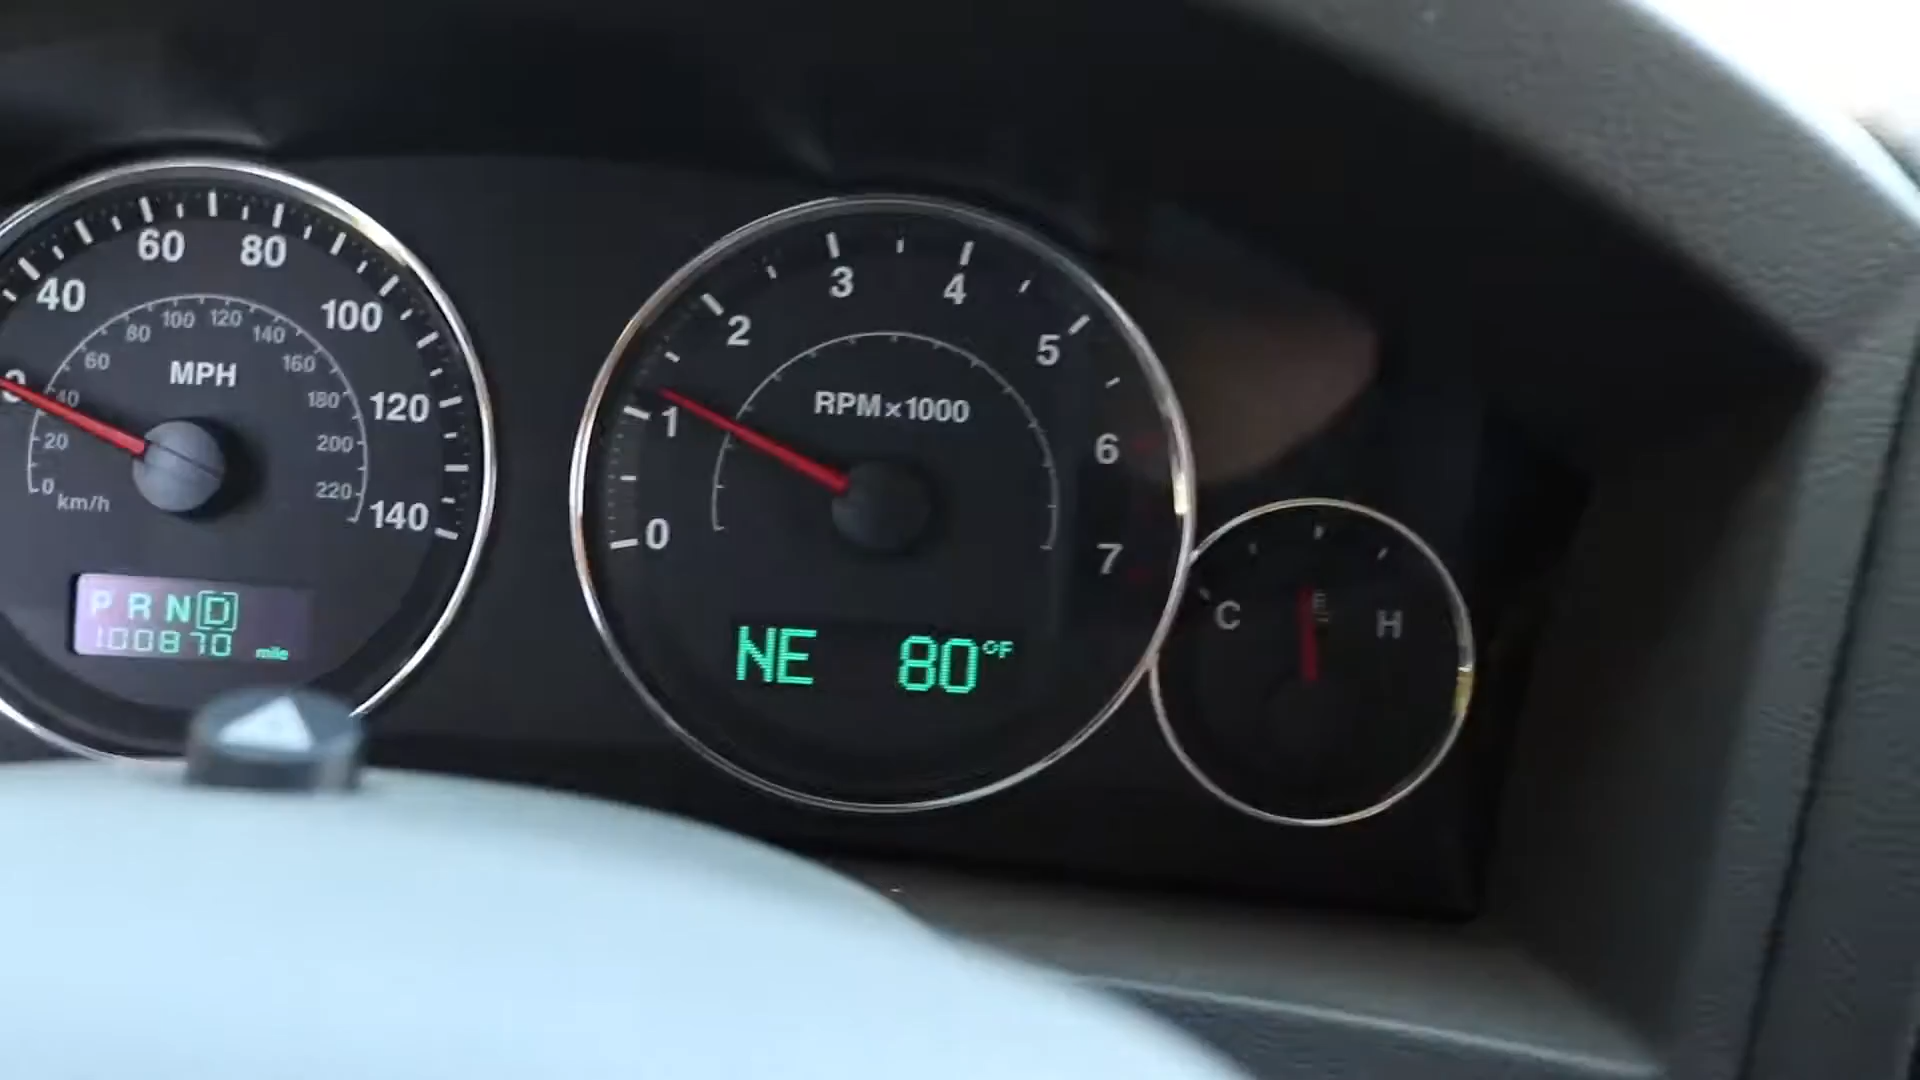 40 60 80 100 120 140
MPH
0 20 40 60 80 100 120 140 160 180 200 220
km/h
P R N D
100870 mile
0 1 2 3 4 5 6 7
RPM×1000
NE 80°F
C H